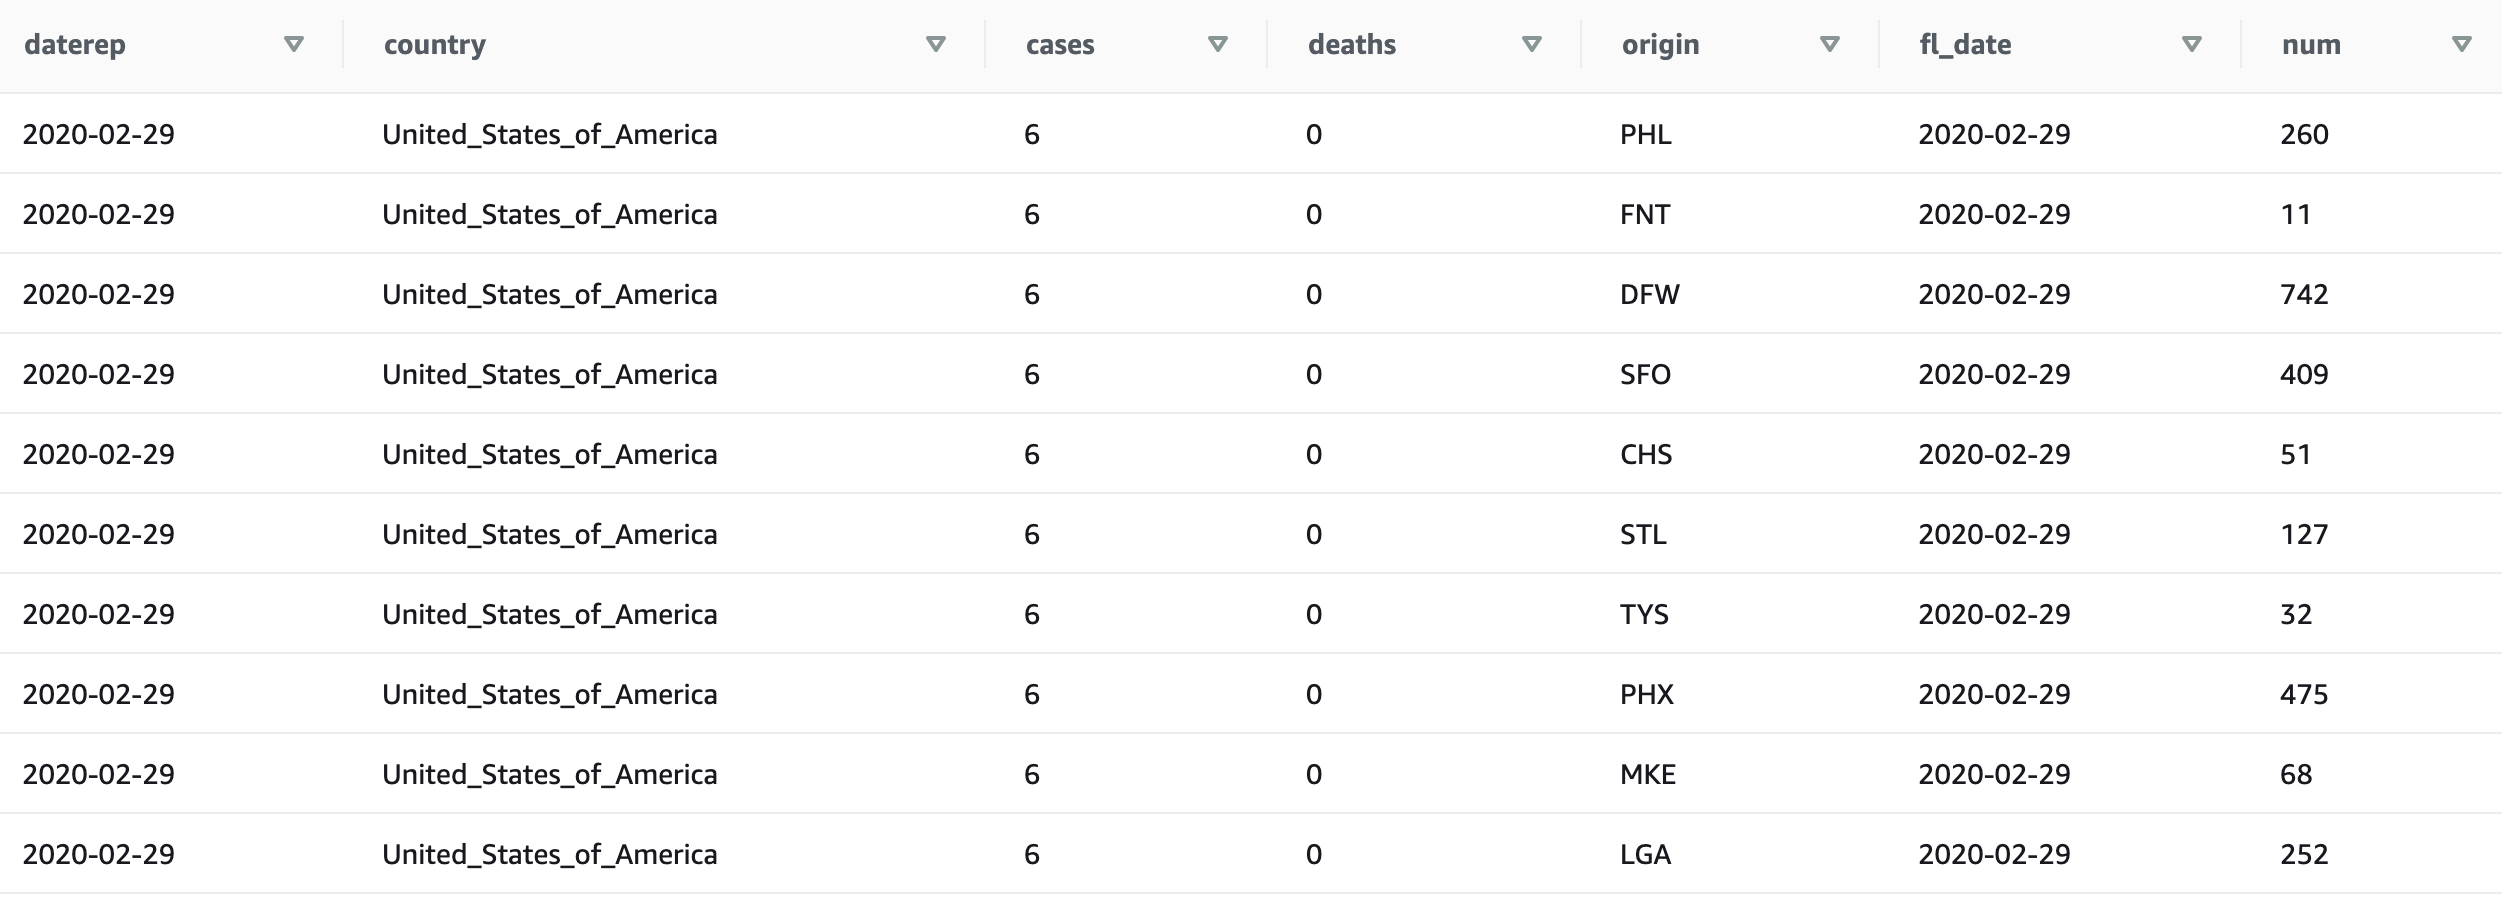 daterep country cases deaths origin fl_date num
2020-02-29 United_States_of_America 6 0 PHL 2020-02-29 260
2020-02-29 United_States_of_America 6 0 FNT 2020-02-29 11
2020-02-29 United_States_of_America 6 0 DFW 2020-02-29 742
2020-02-29 United_States_of_America 6 0 SFO 2020-02-29 409
2020-02-29 United_States_of_America 6 0 CHS 2020-02-29 51
2020-02-29 United_States_of_America 6 0 STL 2020-02-29 127
2020-02-29 United_States_of_America 6 0 TYS 2020-02-29 32
2020-02-29 United_States_of_America 6 0 PHX 2020-02-29 475
2020-02-29 United_States_of_America 6 0 MKE 2020-02-29 68
2020-02-29 United_States_of_America 6 0 LGA 2020-02-29 252